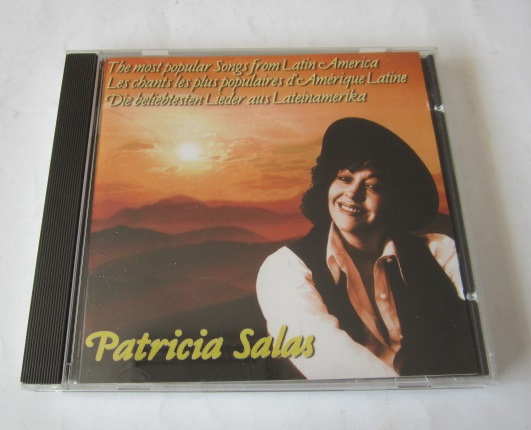 The most popular Songs from Latin America
Les chants les plus populaires d'Amérique Latine
Die beliebtesten Lieder aus Lateinamerika
Patricia Salas